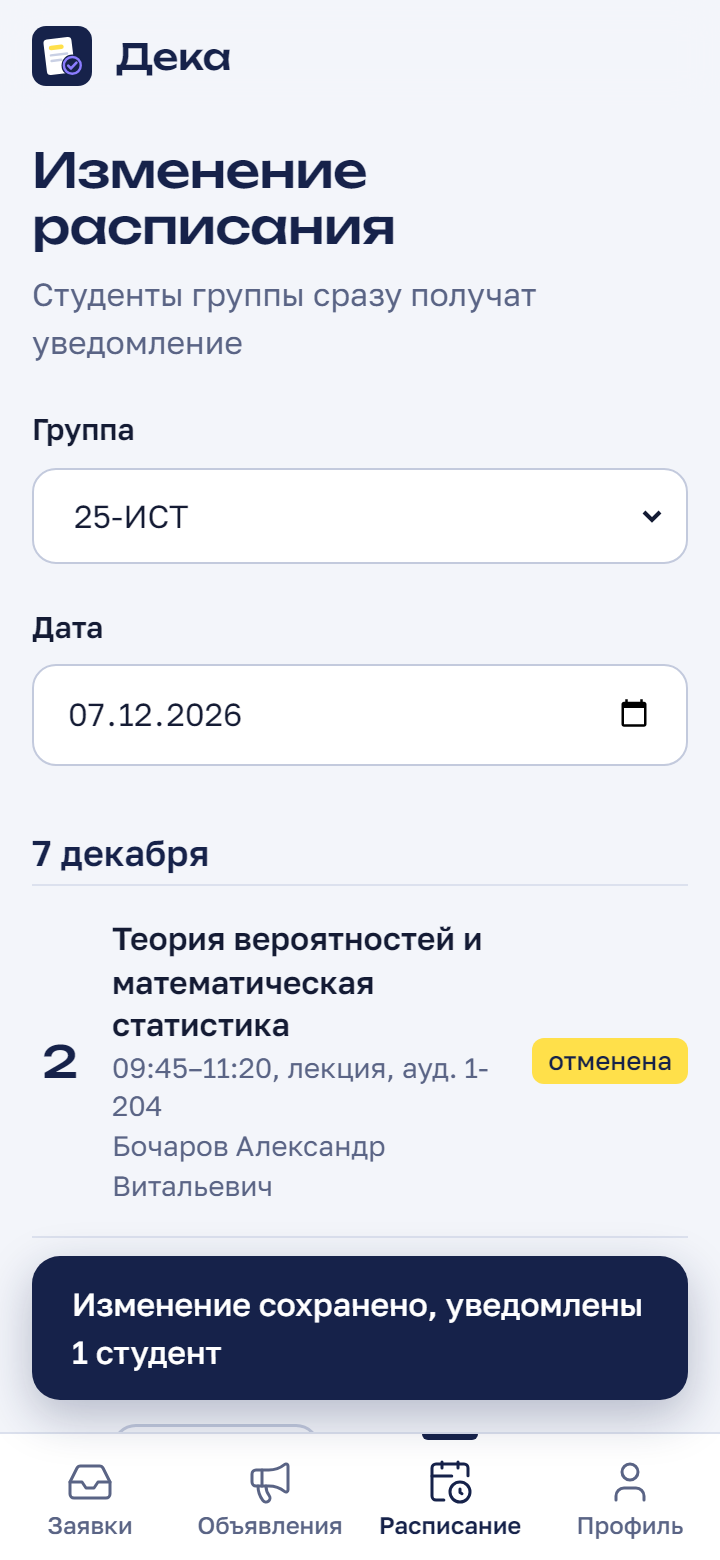 Дека
Изменение
расписания
Студенты группы сразу получат
уведомление
Группа
25-ИСТ
Дата
07.12.2026
7 декабря
Теория вероятностей и
математическая
статистика
2
09:45–11:20, лекция, ауд. 1-
204
отменена
Бочаров Александр
Витальевич
Изменение сохранено, уведомлены
1 студент
Заявки
Объявления
Расписание
Профиль